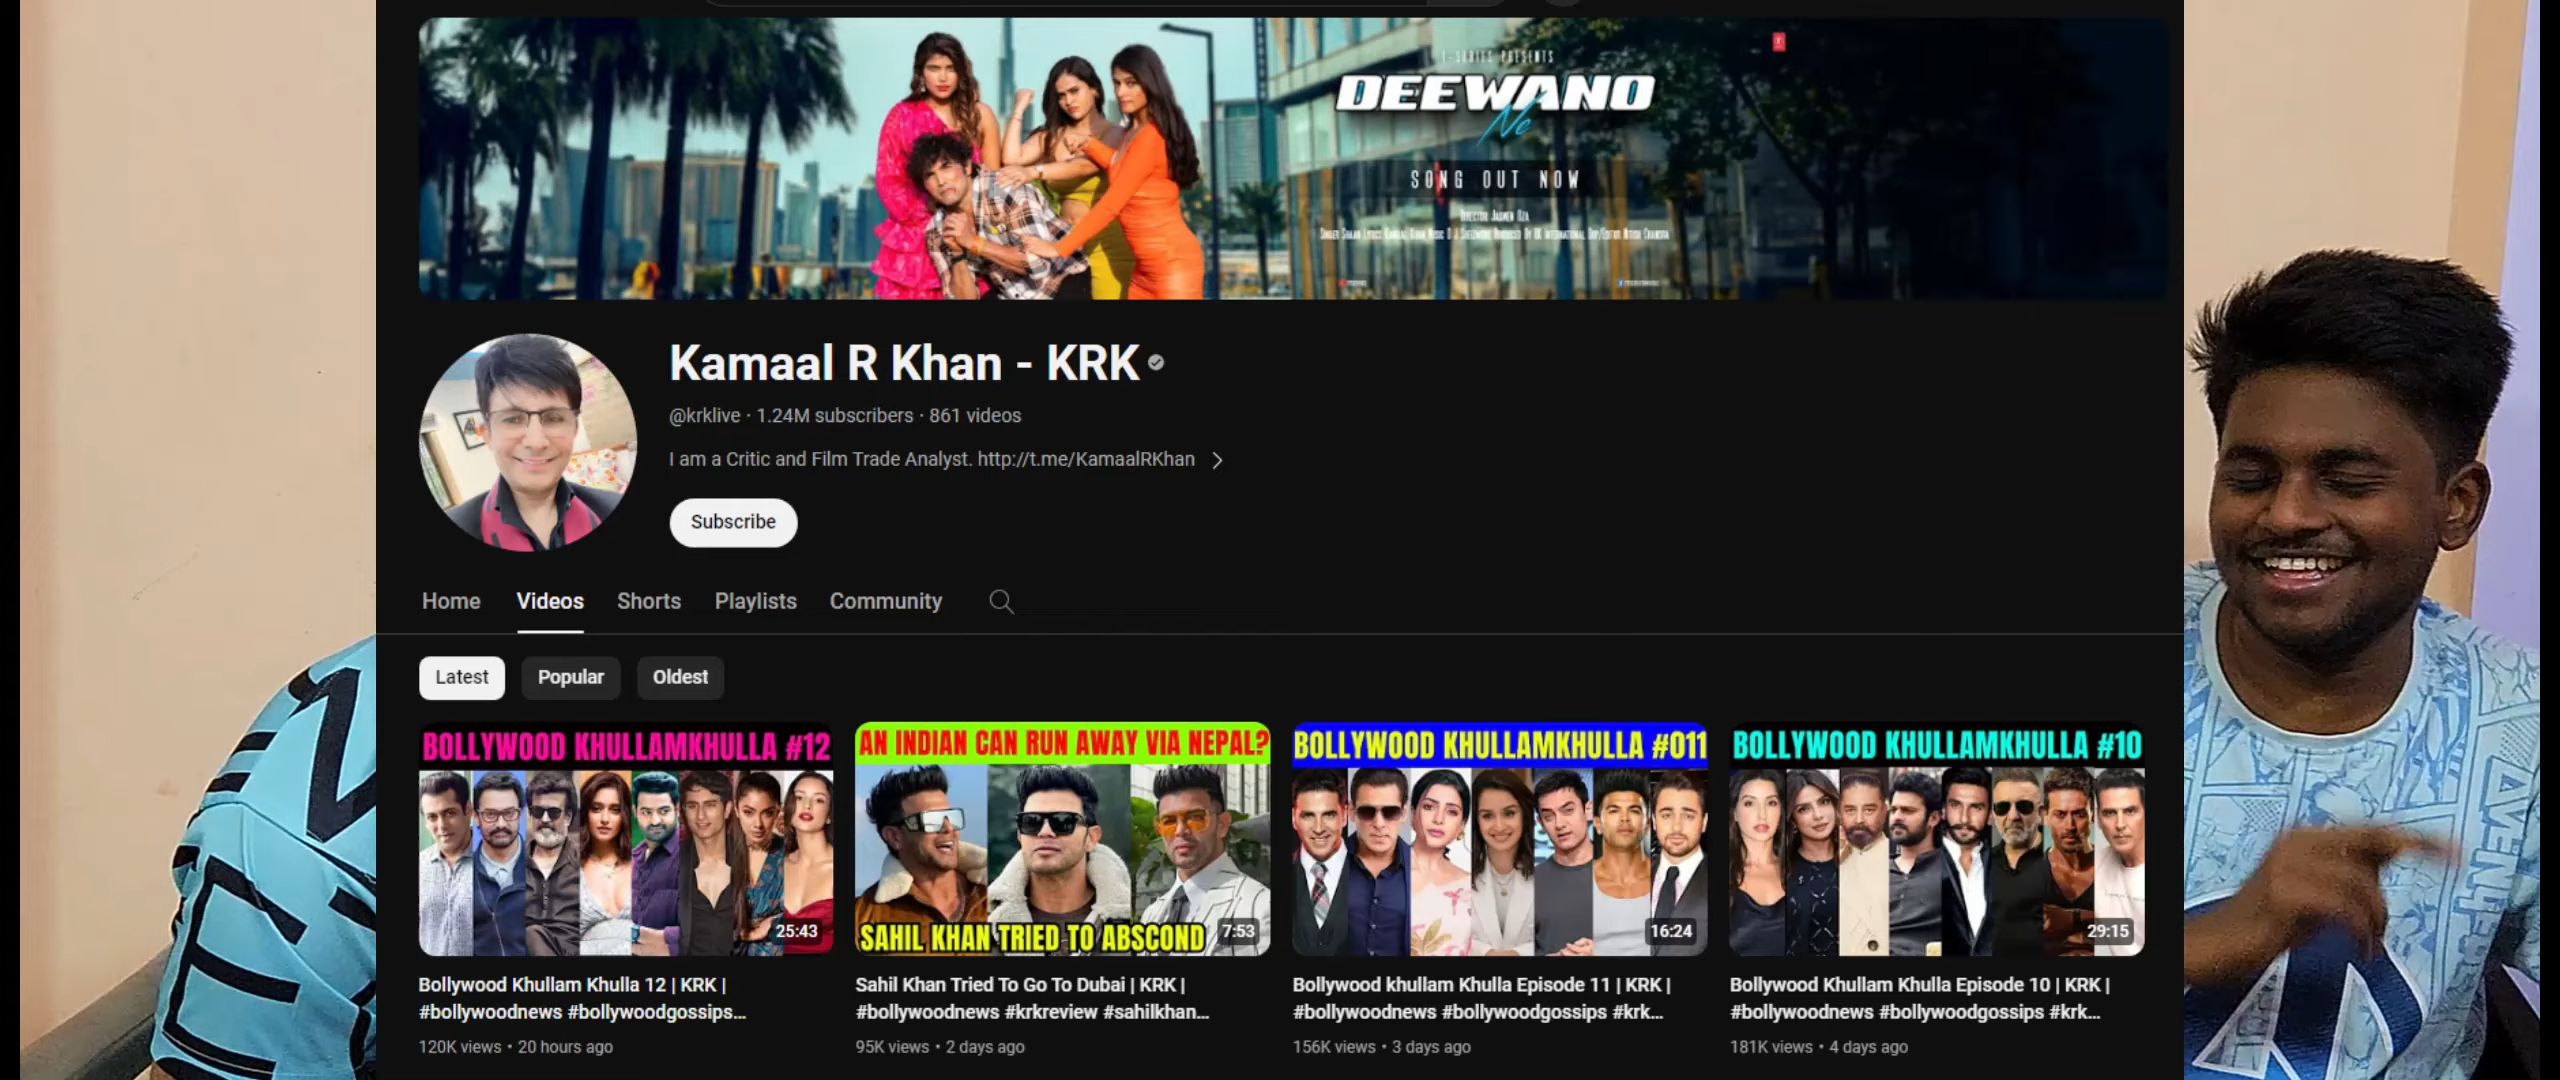 T-SERIES PRESENTS
DEEWANO
Ne
SONG OUT NOW
DIRECTOR JASMEN OZA
Kamaal R Khan - KRK
@krklive · 1.24M subscribers · 861 videos
I am a Critic and Film Trade Analyst. http://t.me/KamaalRKhan
Subscribe
Home Videos Shorts Playlists Community
Latest Popular Oldest
BOLLYWOOD KHULLAMKHULLA #12
25:43
Bollywood Khullam Khulla 12 | KRK |
#bollywoodnews #bollywoodgossips...
120K views • 20 hours ago
AN INDIAN CAN RUN AWAY VIA NEPAL?
SAHIL KHAN TRIED TO ABSCOND
7:53
Sahil Khan Tried To Go To Dubai | KRK |
#bollywoodnews #krkreview #sahilkhan...
95K views • 2 days ago
BOLLYWOOD KHULLAMKHULLA #011
16:24
Bollywood khullam Khulla Episode 11 | KRK |
#bollywoodnews #bollywoodgossips #krk...
156K views • 3 days ago
BOLLYWOOD KHULLAMKHULLA #10
29:15
Bollywood Khullam Khulla Episode 10 | KRK |
#bollywoodnews #bollywoodgossips #krk...
181K views • 4 days ago